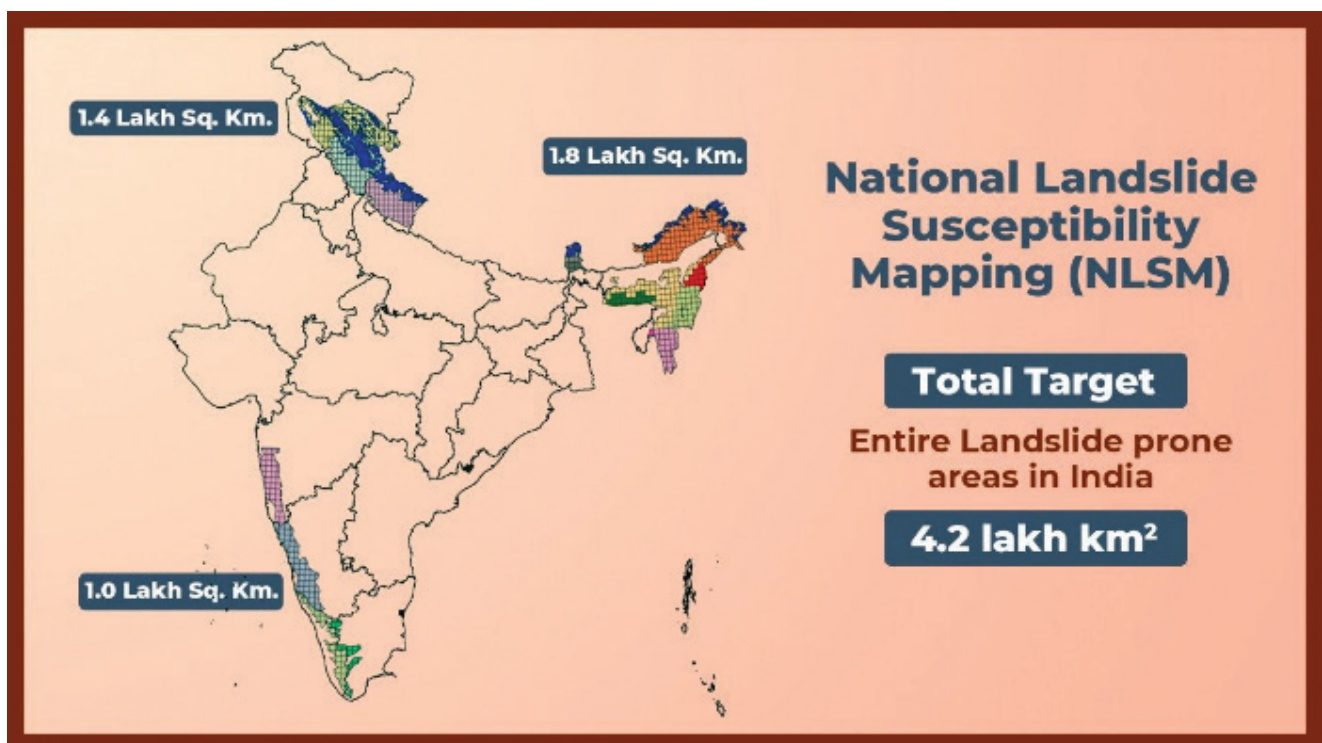 1.4 Lakh Sq. Km.
1.8 Lakh Sq. Km.
1.0 Lakh Sq. Km.
National Landslide
Susceptibility
Mapping (NLSM)
Total Target
Entire Landslide prone
areas in India
4.2 lakh km²